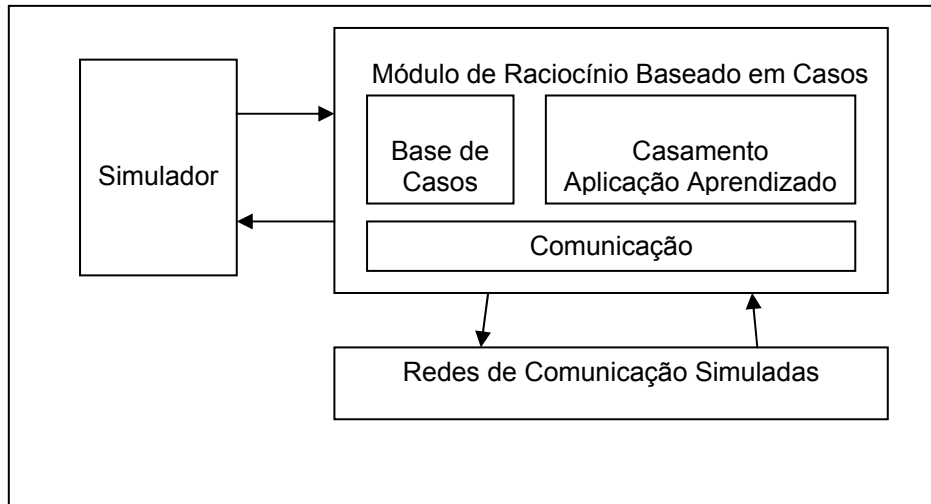 Módulo de Raciocínio Baseado em Casos
Simulador
Base de
Casos
Casamento
Aplicação Aprendizado
Comunicação
Redes de Comunicação Simuladas